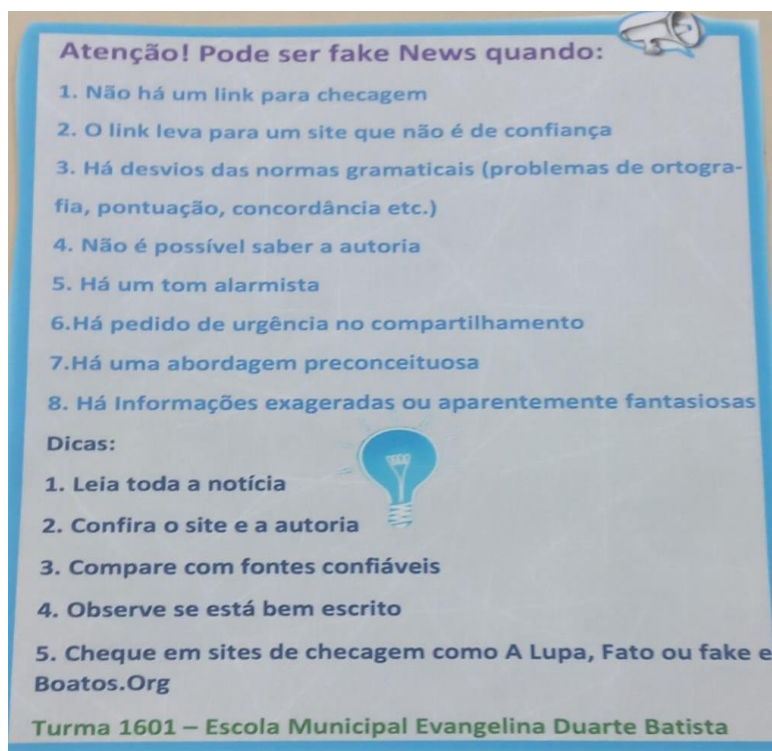 Atenção! Pode ser fake News quando:
1. Não há um link para checagem
2. O link leva para um site que não é de confiança
3. Há desvios das normas gramaticais (problemas de ortogra-
fia, pontuação, concordância etc.)
4. Não é possível saber a autoria
5. Há um tom alarmista
6.Há pedido de urgência no compartilhamento
7.Há uma abordagem preconceituosa
8. Há Informações exageradas ou aparentemente fantasiosas
Dicas:
1. Leia toda a notícia
2. Confira o site e a autoria
3. Compare com fontes confiáveis
4. Observe se está bem escrito
5. Cheque em sites de checagem como A Lupa, Fato ou fake e
Boatos.Org
Turma 1601 – Escola Municipal Evangelina Duarte Batista